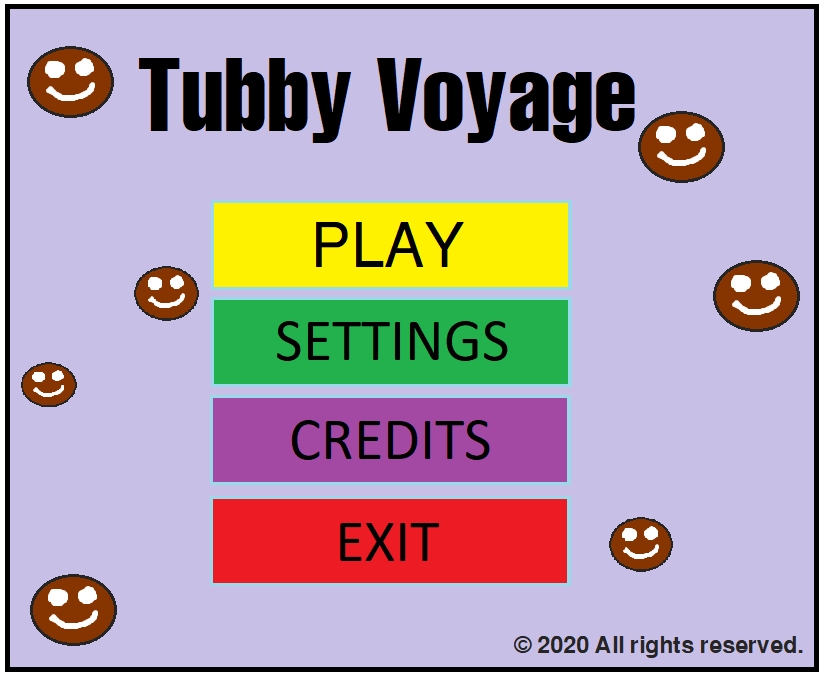 Tubby Voyage
PLAY
SETTINGS
CREDITS
EXIT
© 2020 All rights reserved.